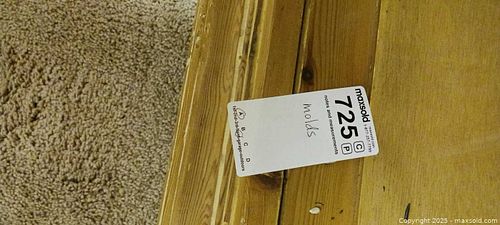 maxsold
725 P C
notes and measurements
molds
A B C D
Copyright 2025 - maxsold.com